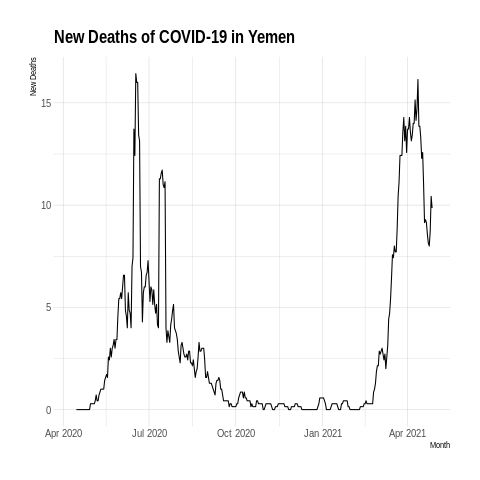 New Deaths of COVID-19 in Yemen
New Deaths
15
10
5
0
Apr 2020 Jul 2020 Oct 2020 Jan 2021 Apr 2021
Month